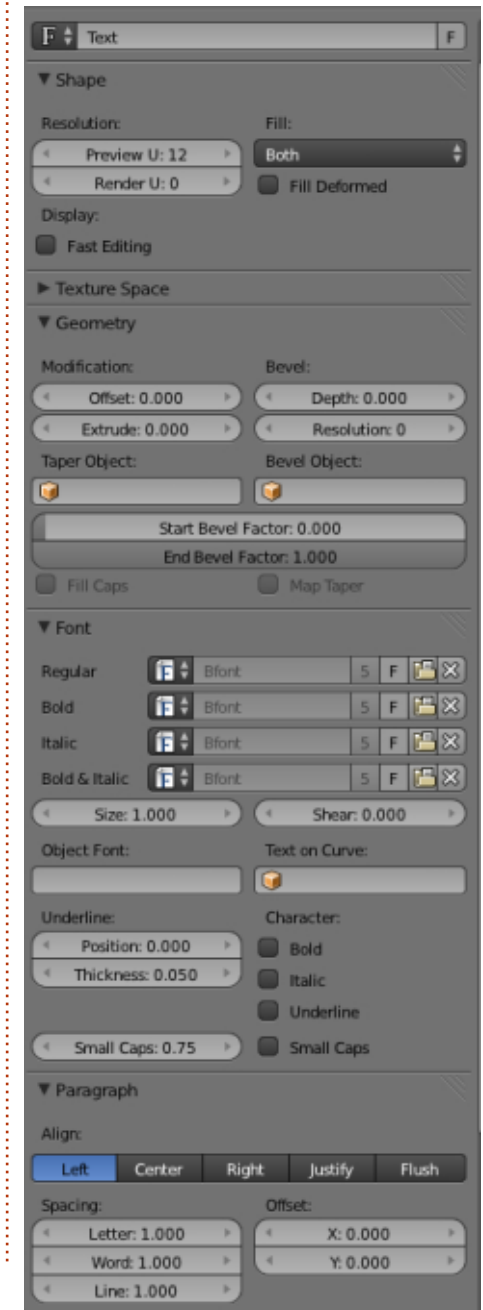 F Text F
Shape
Resolution: Fill:
Preview U: 12 Both
Render U: 0 Fill Deformed
Display:
Fast Editing
Texture Space
Geometry
Modification: Bevel:
Offset: 0.000 Depth: 0.000
Extrude: 0.000 Resolution: 0
Taper Object: Bevel Object:
Start Bevel Factor: 0.000
End Bevel Factor: 1.000
Fill Caps Map Taper
Font
Regular F Bfont 5 F
Bold F Bfont 5 F
Italic F Bfont 5 F
Bold & Italic F Bfont 5 F
Size: 1.000 Shear: 0.000
Object Font: Text on Curve:
Underline: Character:
Position: 0.000 Bold
Thickness: 0.050 Italic
Underline
Small Caps: 0.75 Small Caps
Paragraph
Align:
Left Center Right Justify Flush
Spacing: Offset:
Letter: 1.000 X: 0.000
Word: 1.000 Y: 0.000
Line: 1.000